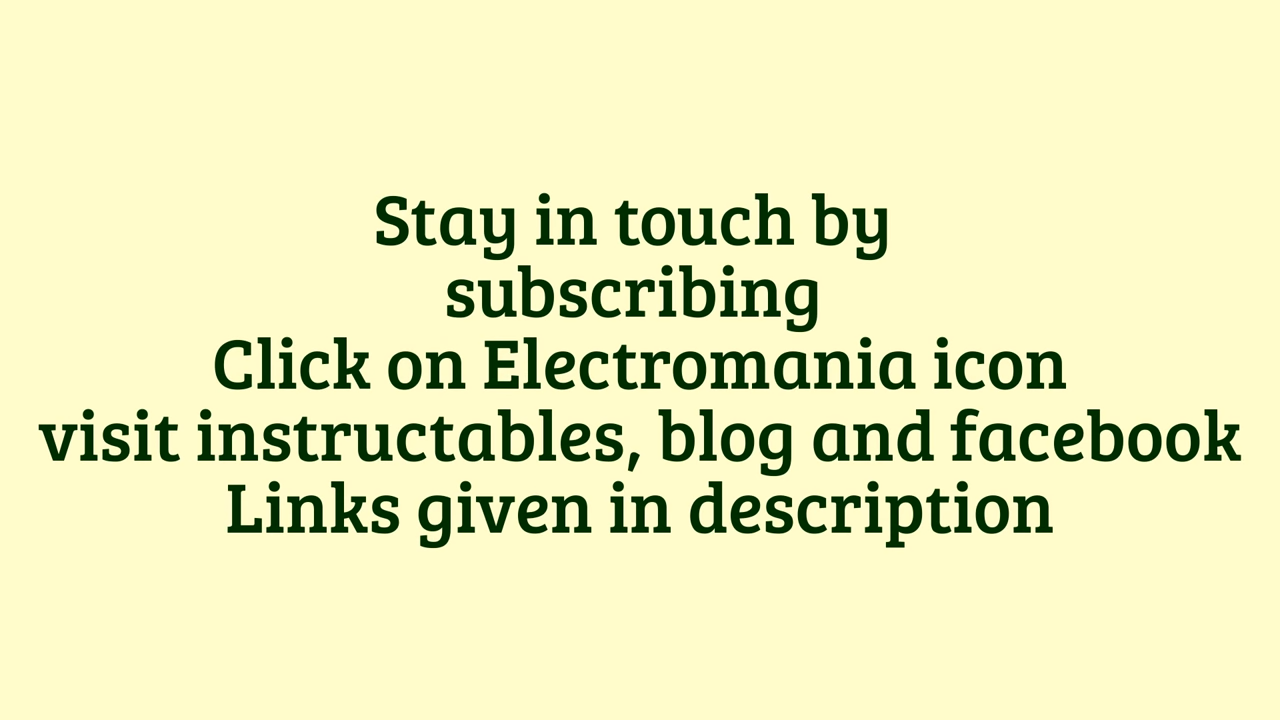 Stay in touch by
subscribing
Click on Electromania icon
visit instructables, blog and facebook
Links given in description